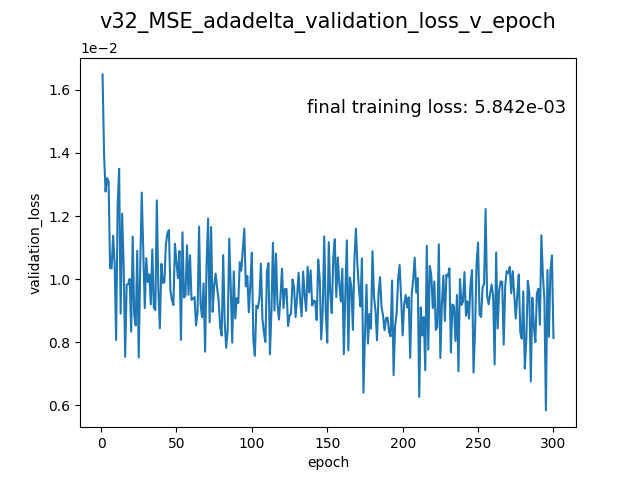 v32_MSE_adadelta_validation_loss_v_epoch
1e−2
final training loss: 5.842e-03
1.6
1.4
1.2
1.0
0.8
0.6
validation_loss
0
50
100
150
200
250
300
epoch